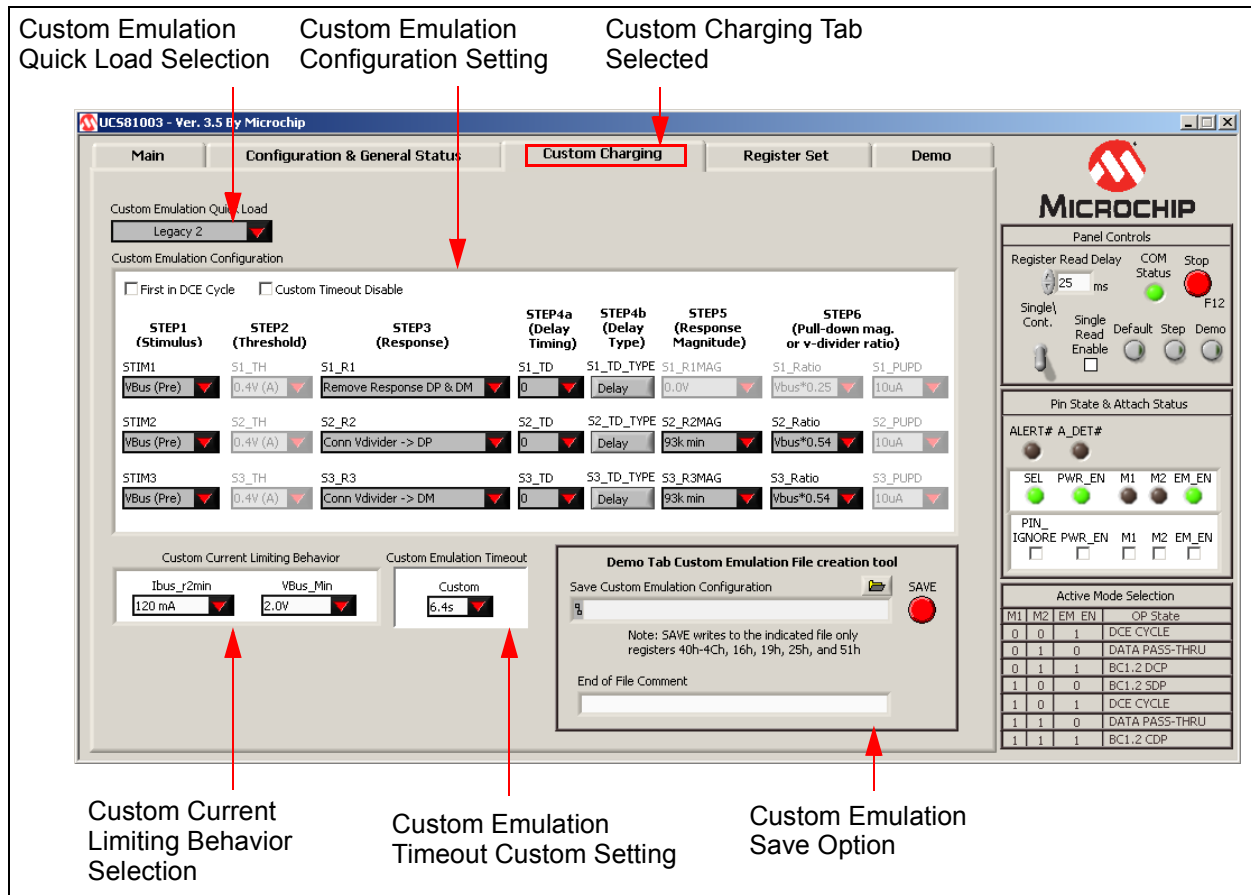 Custom Emulation
Quick Load Selection
Custom Emulation
Configuration Setting
Custom Charging Tab
Selected
UCS81003 - Ver. 3.5 By Microchip
Main
Configuration & General Status
Custom Charging
Register Set
Demo
Custom Emulation Quick Load
Legacy 2
Custom Emulation Configuration
First in DCE Cycle
Custom Timeout Disable
STEP1
(Stimulus)
STEP2
(Threshold)
STEP3
(Response)
STEP4a
(Delay
Timing)
STEP4b
(Delay
Type)
STEP5
(Response
Magnitude)
STEP6
(Pull-down mag.
or v-divider
ratio)
STIM1 S1_TH S1_R1 S1_TD S1_TD_TYPE S1_R1MAG S1_Ratio S1_PUPD
VBus (Pre) 0.4V (A) Remove Response DP & DM 0 Delay 0.0V Vbus*0.25 10uA
STIM2 S2_TH S2_R2 S2_TD S2_TD_TYPE S2_R2MAG S2_Ratio S2_PUPD
VBus (Pre) 0.4V (A) Conn Vdivider -> DP 0 Delay 93k min Vbus*0.54 10uA
STIM3 S3_TH S3_R3 S3_TD S3_TD_TYPE S3_R3MAG S3_Ratio S3_PUPD
VBus (Pre) 0.4V (A) Conn Vdivider -> DM 0 Delay 93k min Vbus*0.54 10uA
Custom Current Limiting Behavior
Ibus_r2min VBus_Min
120 mA 2.0V
Custom Emulation Timeout
Custom
6.4s
Demo Tab Custom Emulation File creation tool
Save Custom Emulation Configuration
SAVE
Note: SAVE writes to the indicated file only
registers 40h-4Ch, 16h, 19h, 25h, and 51h
End of File Comment
MICROCHIP
Panel Controls
Register Read Delay
25 ms
COM
Status
Stop
F12
Single\
Cont.
Single
Read
Enable
Default Step Demo
Pin State & Attach Status
ALERT# A_DET#
SEL PWR_EN M1 M2 EM_EN
PIN_
IGNORE PWR_EN M1 M2 EM_EN
Active Mode Selection
M1 M2 EM_EN OP State
0 0 1 DCE CYCLE
0 1 0 DATA PASS-THRU
0 1 1 BC1.2 DCP
1 0 0 BC1.2 SDP
1 0 1 DCE CYCLE
1 1 0 DATA PASS-THRU
1 1 1 BC1.2 CDP
Custom Current
Limiting Behavior
Selection
Custom Emulation
Timeout Custom Setting
Custom Emulation
Save Option